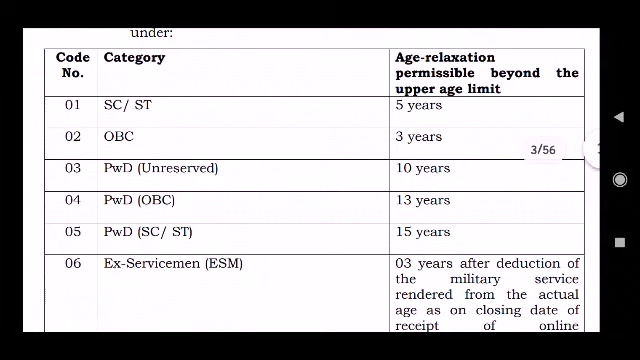 under:
Code No. Category Age-relaxation permissible beyond the upper age limit
01 SC/ ST 5 years
02 OBC 3 years
03 PwD (Unreserved) 10 years
04 PwD (OBC) 13 years
05 PwD (SC/ ST) 15 years
06 Ex-Servicemen (ESM) 03 years after deduction of
the military service
rendered from the actual
age as on closing date of
receipt of online
3/56